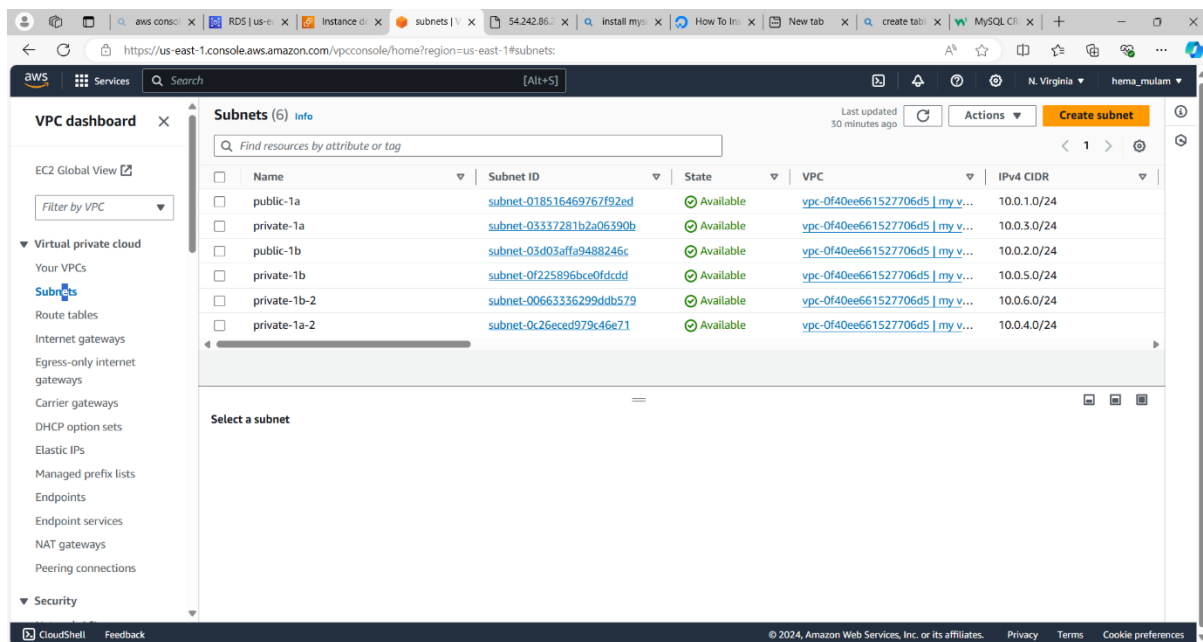 aws consol
RDS | us-e
Instance de
subnets | V
54.242.86.2
install mys
How To Ins
New tab
create tabl
MySQL CR
https://us-east-1.console.aws.amazon.com/vpcconsole/home?region=us-east-1#subnets:
aws
Services
Search
[Alt+S]
N. Virginia
hema_mulam
VPC dashboard
EC2 Global View
Filter by VPC
Virtual private cloud
Your VPCs
Subnets
Route tables
Internet gateways
Egress-only internet
gateways
Carrier gateways
DHCP option sets
Elastic IPs
Managed prefix lists
Endpoints
Endpoint services
NAT gateways
Peering connections
Security
Subnets (6) Info
Last updated
30 minutes ago
Actions
Create subnet
Find resources by attribute or tag
1
Name Subnet ID State VPC IPv4 CIDR
public-1a subnet-018516469767f92ed Available vpc-0f40ee661527706d5 | my v... 10.0.1.0/24
private-1a subnet-03337281b2a06390b Available vpc-0f40ee661527706d5 | my v... 10.0.3.0/24
public-1b subnet-03d03affa9488246c Available vpc-0f40ee661527706d5 | my v... 10.0.2.0/24
private-1b subnet-0f225896bce0fdcdd Available vpc-0f40ee661527706d5 | my v... 10.0.5.0/24
private-1b-2 subnet-00663336299ddb579 Available vpc-0f40ee661527706d5 | my v... 10.0.6.0/24
private-1a-2 subnet-0c26eced979c46e71 Available vpc-0f40ee661527706d5 | my v... 10.0.4.0/24
Select a subnet
CloudShell Feedback
© 2024, Amazon Web Services, Inc. or its affiliates. Privacy Terms Cookie preferences